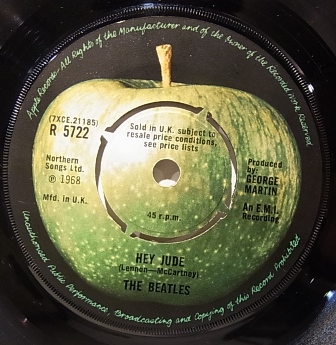 Apple Records. All Rights of the Manufacturer and of the Owner of the Recorded Work Reserved
(7XCE.21185)
R 5722
Sold in U.K. subject to
resale price conditions,
see price lists
Northern
Songs Ltd.
℗ 1968
Mfd. in U.K.
Produced
by
GEORGE
MARTIN.
An E.M.I.
Recording
45 r.p.m.
HEY JUDE
(Lennon—McCartney)
THE BEATLES
Unauthorised Public Performance, Broadcasting and Copying of this Record Prohibited